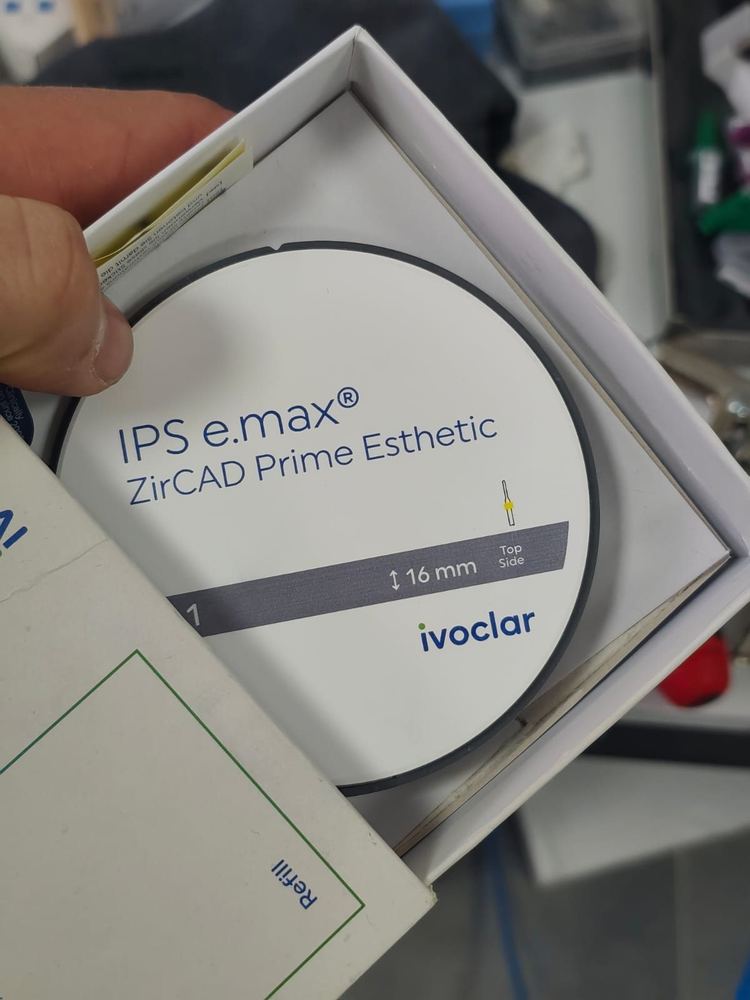 IPS e.max®
ZirCAD Prime Esthetic
1
↕ 16 mm
Top
Side
ivoclar
Refill